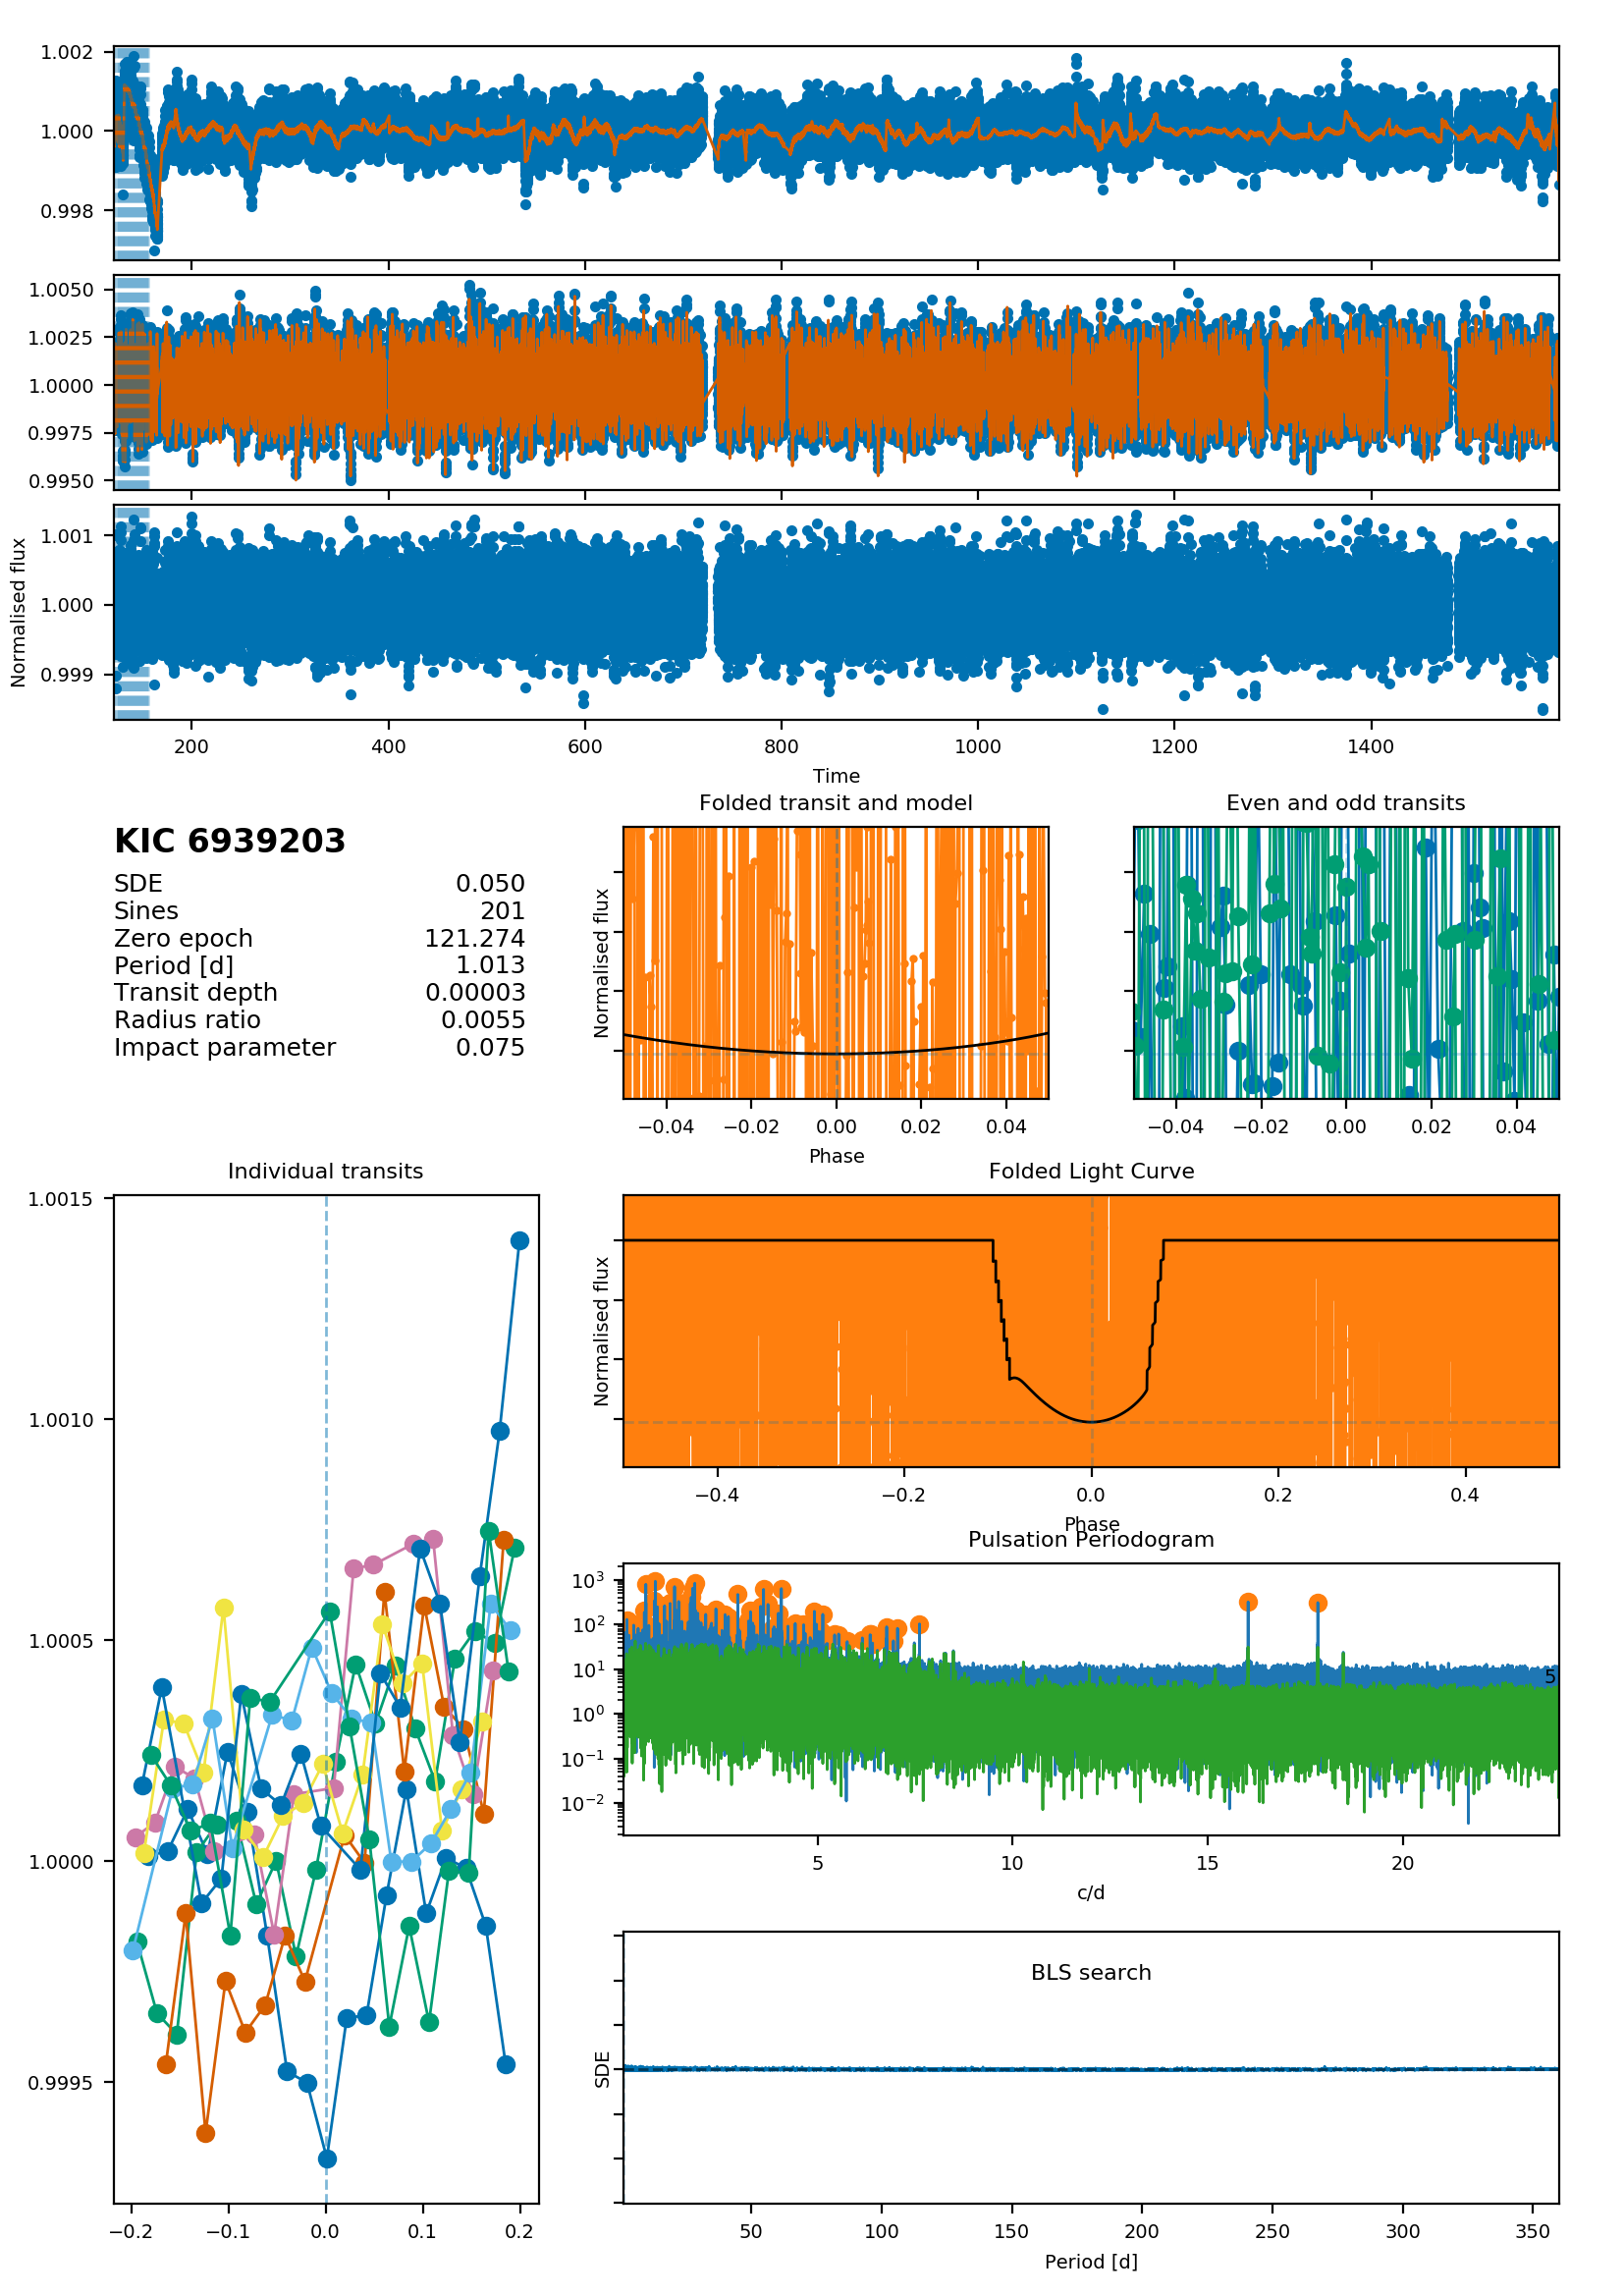 1.002
1.000
0.998
1.0050
1.0025
1.0000
0.9975
0.9950
Normalised flux
1.001
1.000
0.999
200 400 600 800 1000 1200 1400
Time
KIC 6939203
SDE 0.050
Sines 201
Zero epoch 121.274
Period [d] 1.013
Transit depth 0.00003
Radius ratio 0.0055
Impact parameter 0.075
Folded transit and model
Normalised flux
−0.04 −0.02 0.00 0.02 0.04
Phase
Even and odd transits
−0.04 −0.02 0.00 0.02 0.04
Individual transits
1.0015
1.0010
1.0005
1.0000
0.9995
−0.2 −0.1 0.0 0.1 0.2
Folded Light Curve
Normalised flux
−0.4 −0.2 0.0 0.2 0.4
Phase
Pulsation Periodogram
10³
10²
10¹
10⁰
10⁻¹
10⁻²
5
5 10 15 20
c/d
BLS search
SDE
50 100 150 200 250 300 350
Period [d]